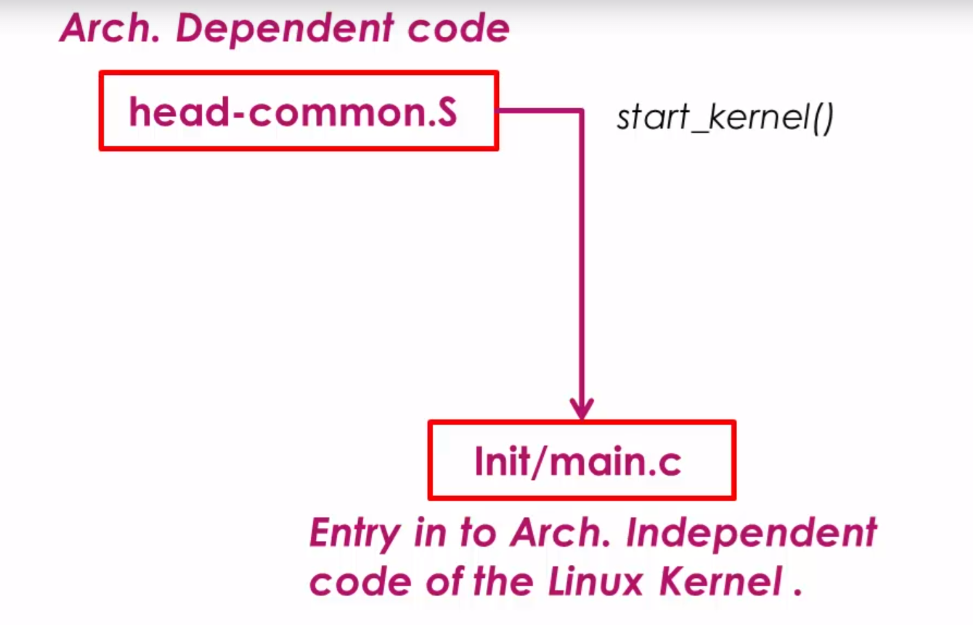 Arch. Dependent code
head-common.S
start_kernel()
Init/main.c
Entry in to Arch. Independent
code of the Linux Kernel .